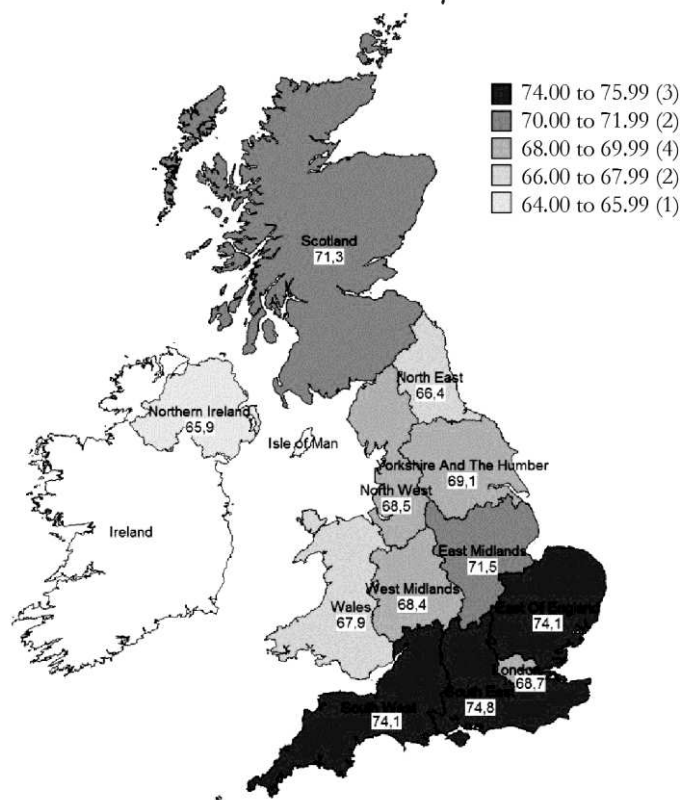 74.00 to 75.99 (3)
70.00 to 71.99 (2)
68.00 to 69.99 (4)
66.00 to 67.99 (2)
64.00 to 65.99 (1)
Scotland
71,3
North East
66,4
Northern Ireland
65,9
Isle of Man
Yorkshire And The Humber
69,1
North West
68,5
Ireland
East Midlands
71,5
West Midlands
68,4
Wales
67,9
East Of England
74,1
London
68,7
South East
74,8
South West
74,1